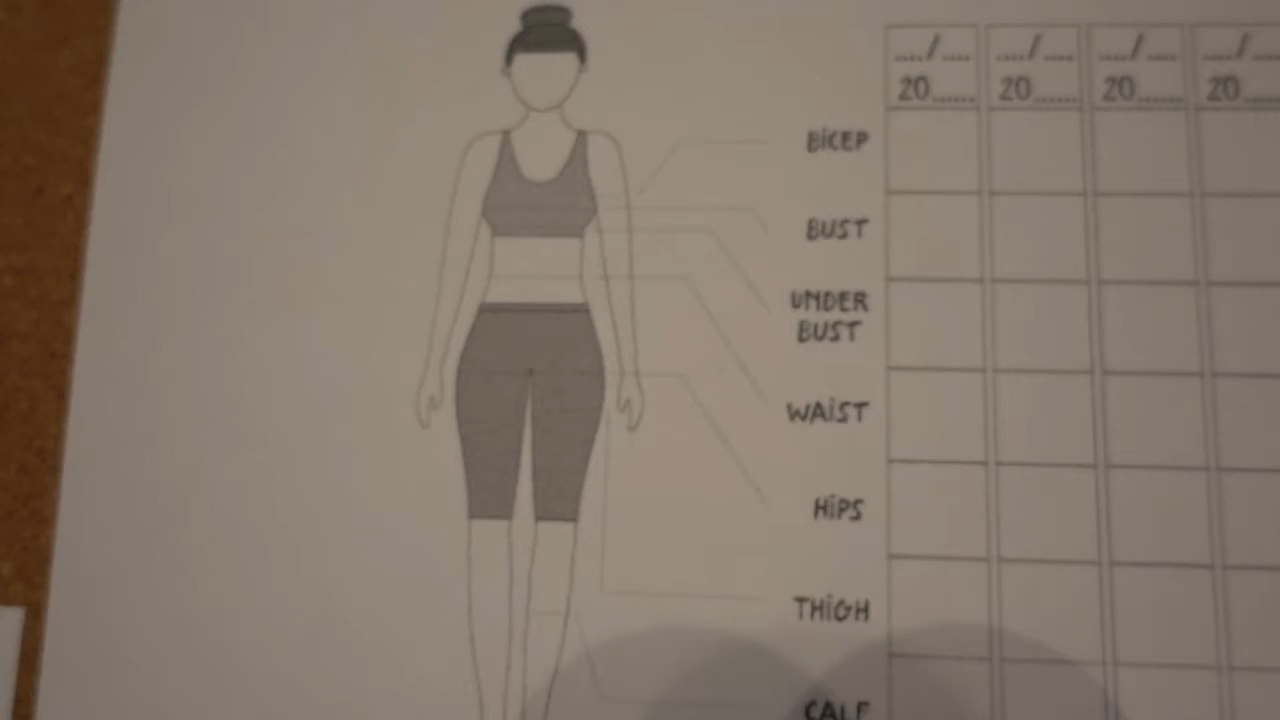 ..../.... ..../.... ..../.... ..../....
20...... 20...... 20...... 20......
BiCEP
BUST
UNDER
BUST
WAiST
HiPS
THiGH
CALF